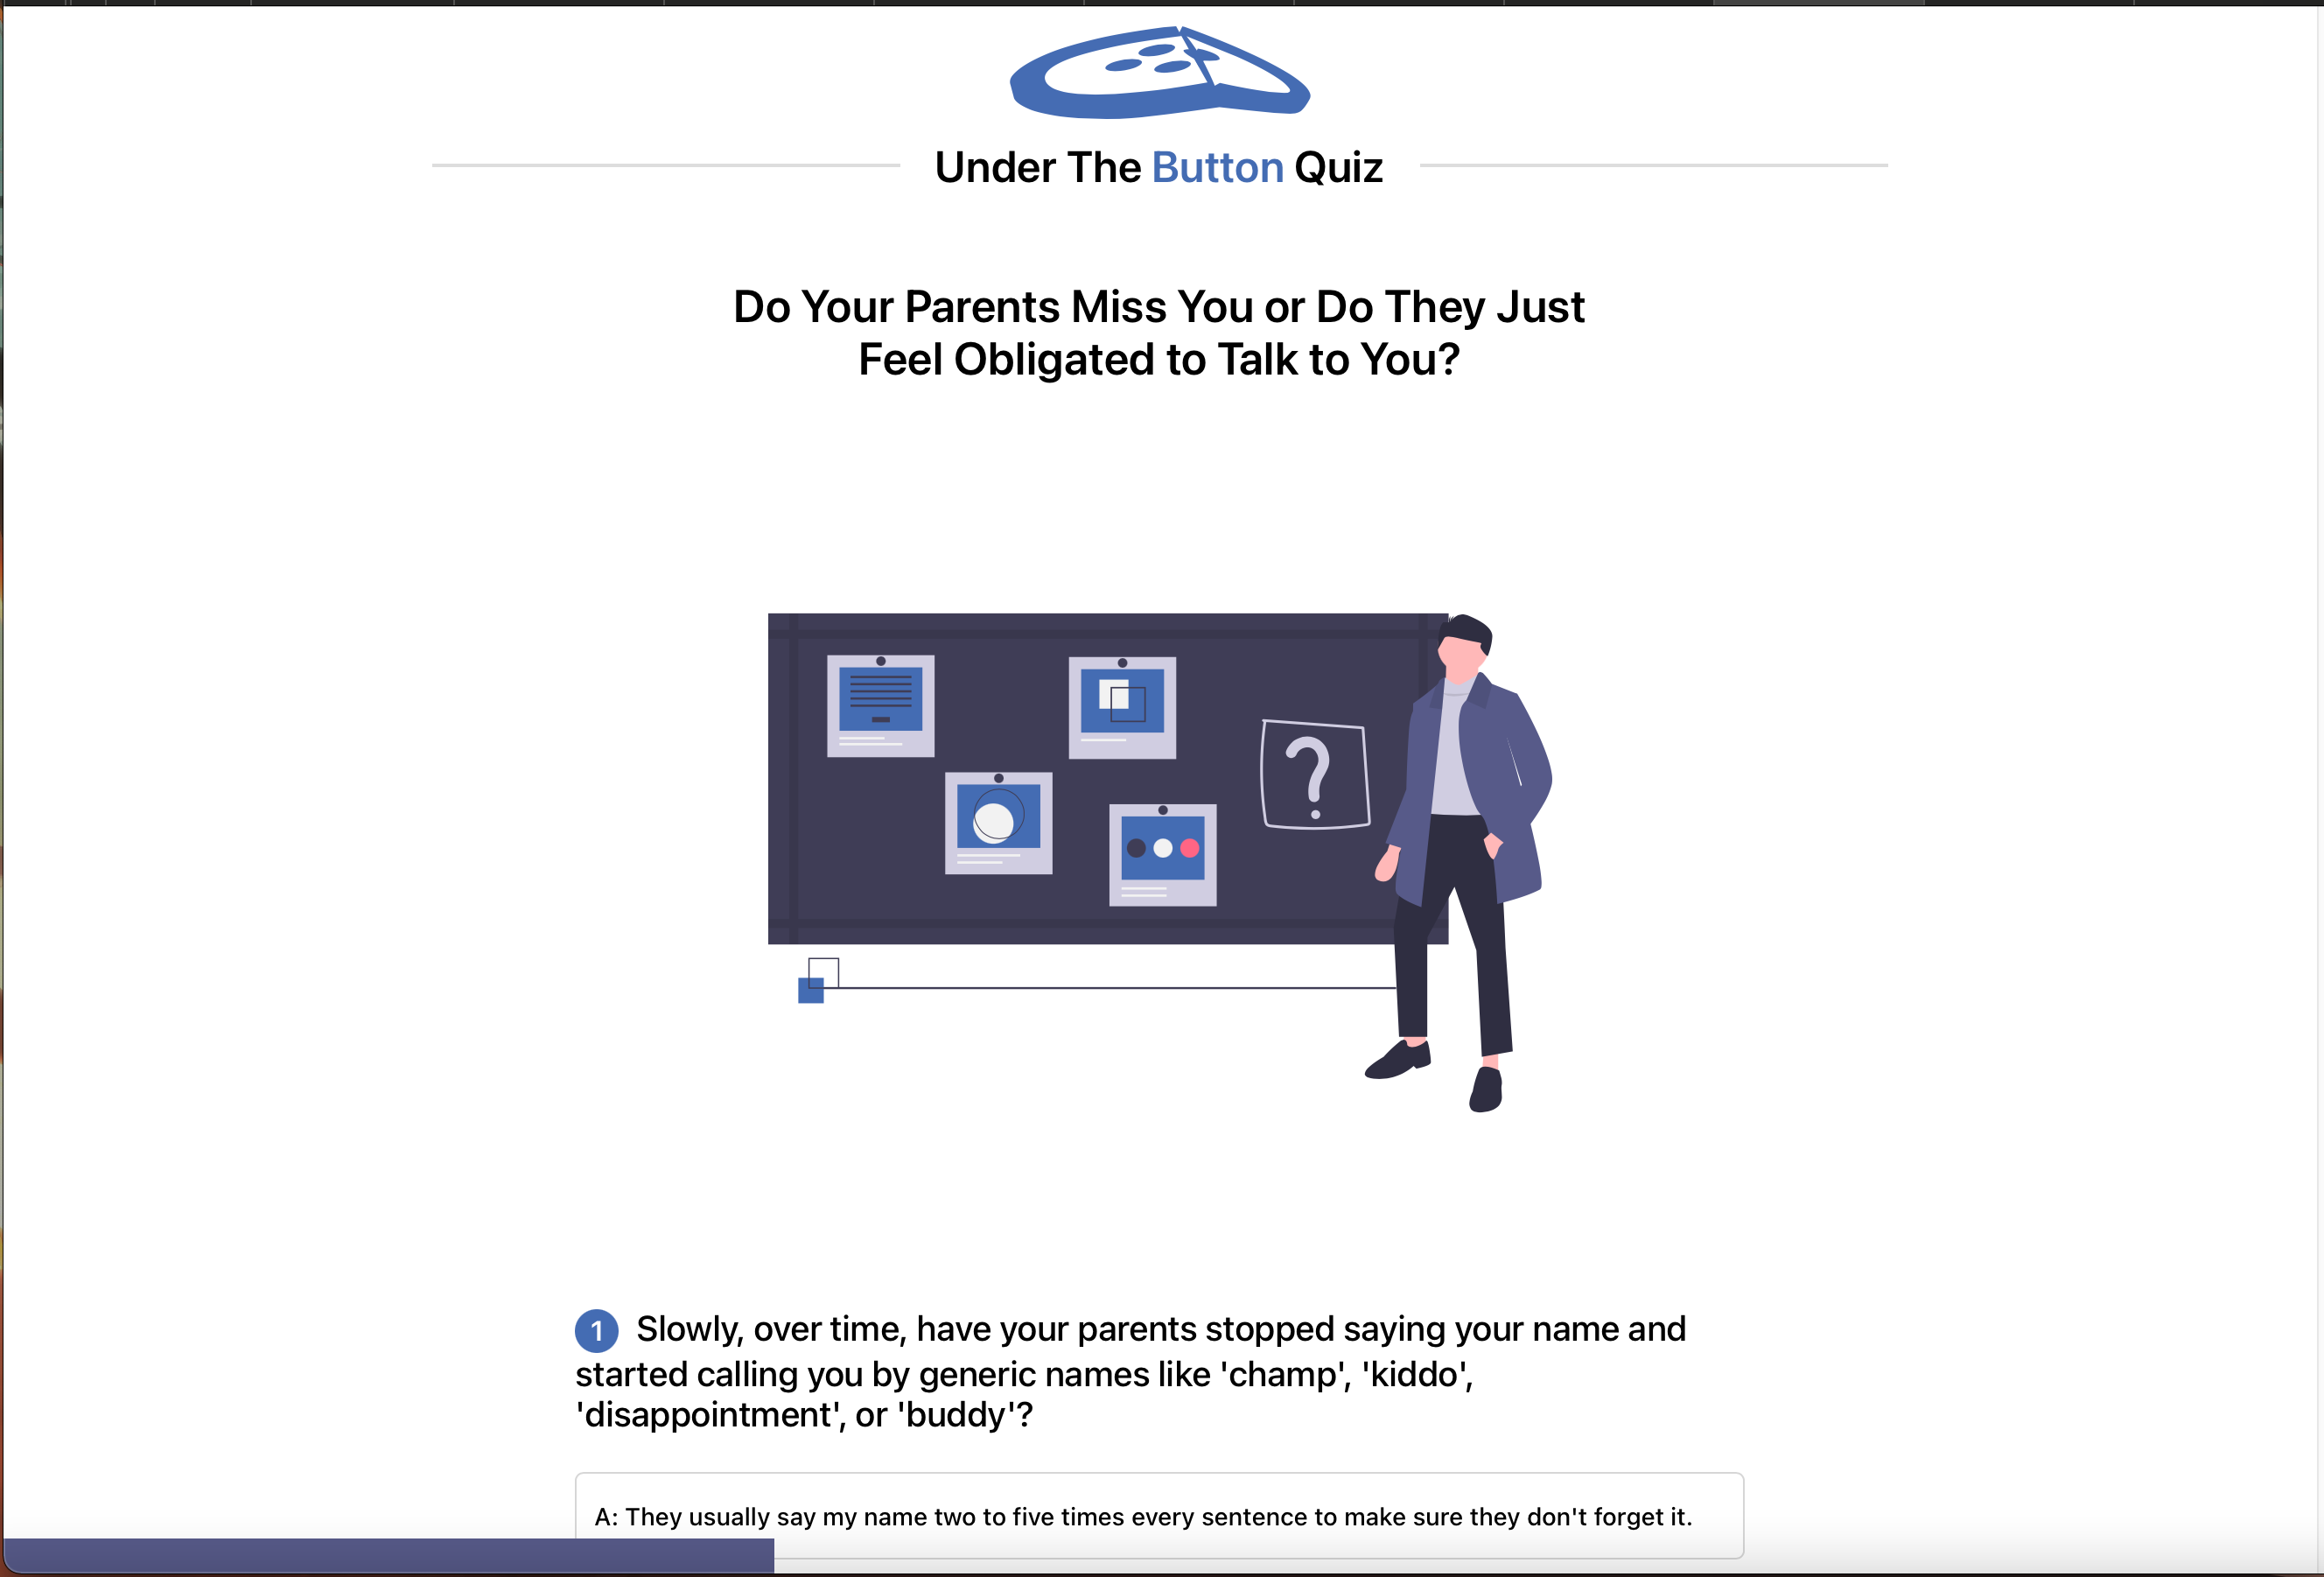 Under The Button Quiz
Do Your Parents Miss You or Do They Just
Feel Obligated to Talk to You?
?
1 Slowly, over time, have your parents stopped saying your name and
started calling you by generic names like 'champ', 'kiddo',
'disappointment', or 'buddy'?
A: They usually say my name two to five times every sentence to make sure they don't forget it.